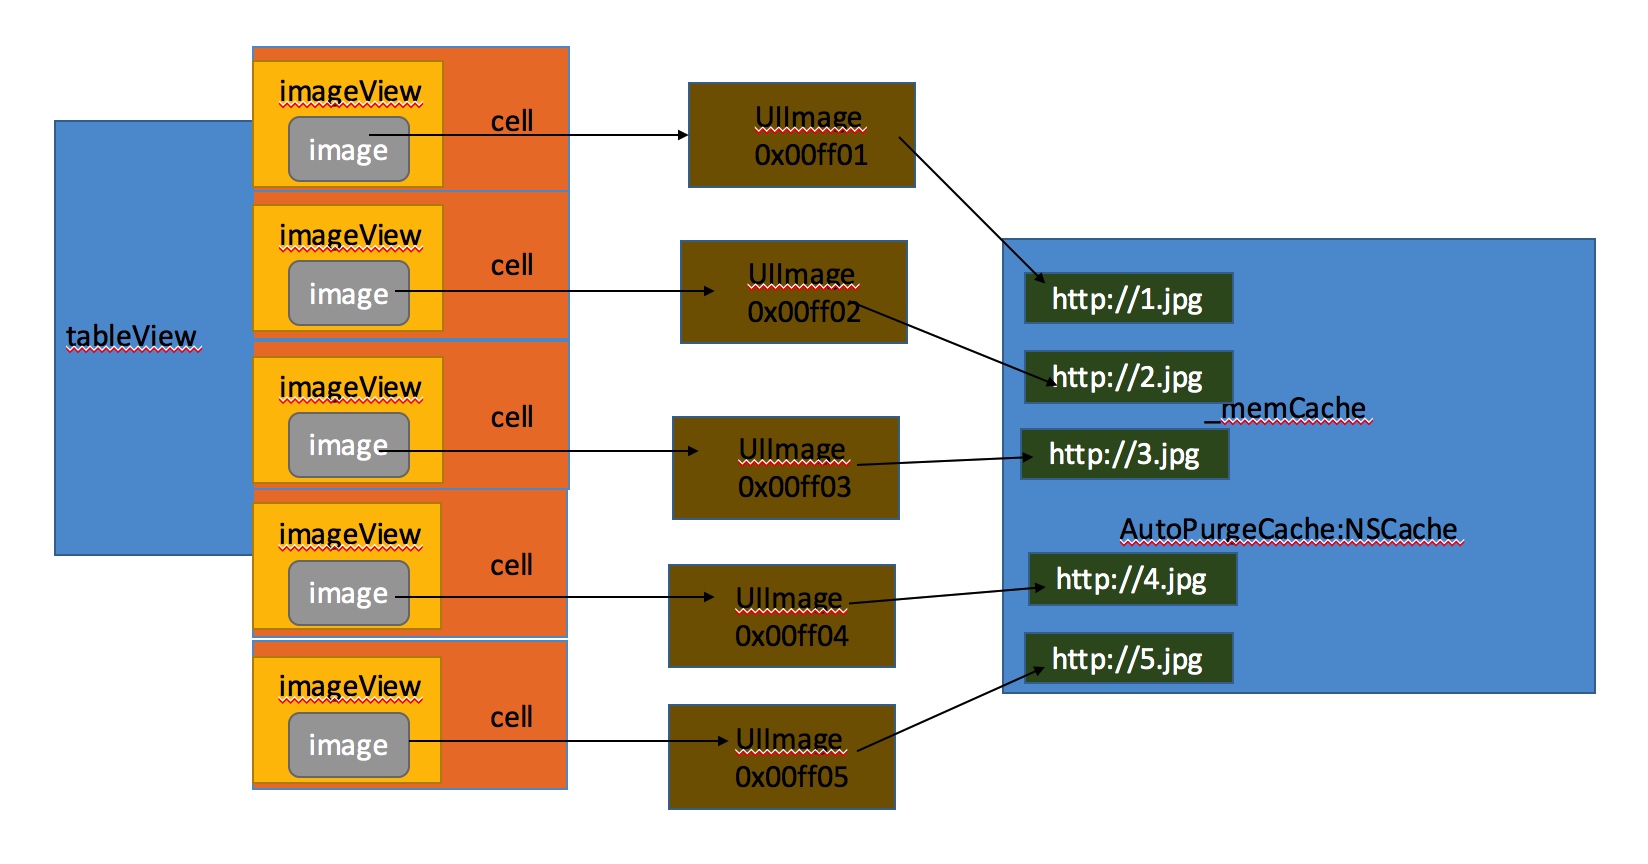 tableView
imageView
image
cell
imageView
image
cell
imageView
image
cell
imageView
image
cell
imageView
image
cell
UIImage
0x00ff01
UIImage
0x00ff02
UIImage
0x00ff03
UIImage
0x00ff04
UIImage
0x00ff05
http://1.jpg
http://2.jpg
_memCache
http://3.jpg
AutoPurgeCache:NSCache
http://4.jpg
http://5.jpg